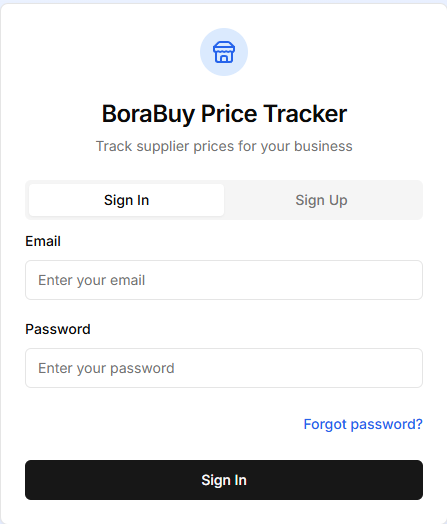 BoraBuy Price Tracker
Track supplier prices for your business
Sign In
Sign Up
Email
Enter your email
Password
Enter your password
Forgot password?
Sign In